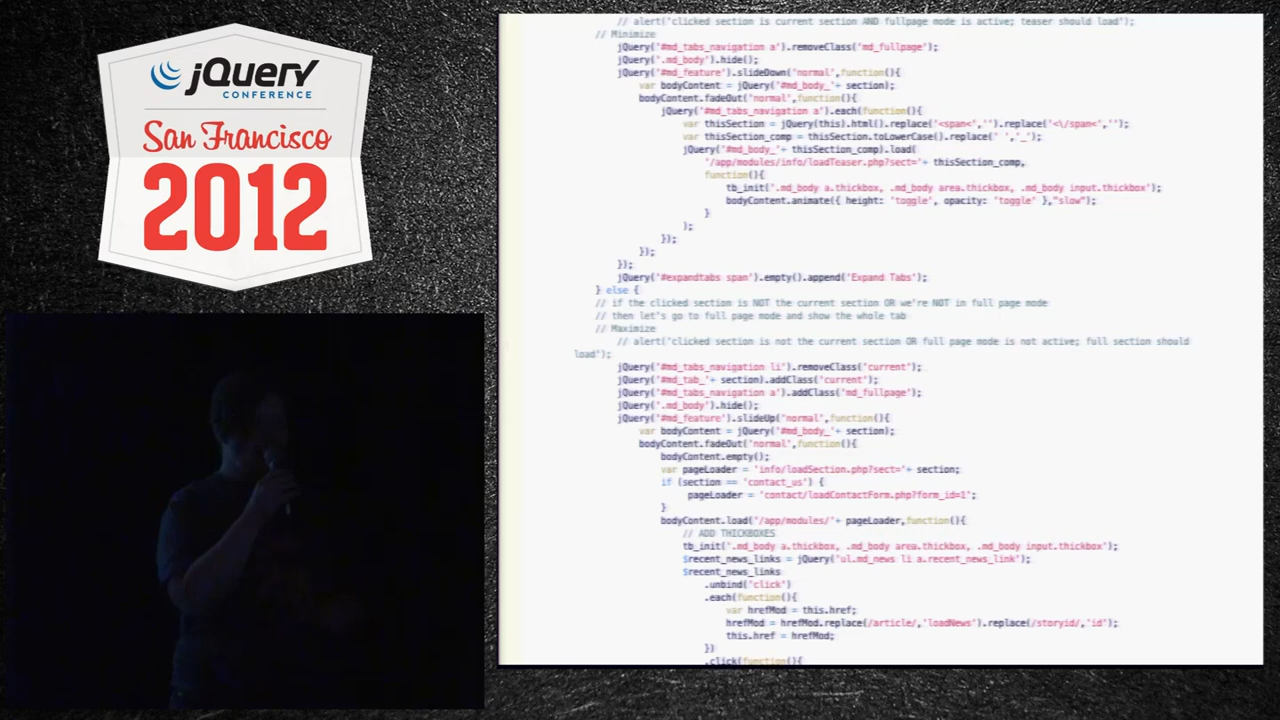 jQuery
CONFERENCE
San Francisco
2012
// alert('clicked section is current section AND fullpage mode is active; teaser should load');
// Minimize
jQuery('#md_tabs_navigation a').removeClass('md_fullpage');
jQuery('.md_body').hide();
jQuery('#md_feature').slideDown('normal',function(){
var bodyContent = jQuery('#md_body_'+ section);
bodyContent.fadeOut('normal',function(){
jQuery('#md_tabs_navigation a').each(function(){
var thisSection = jQuery(this).html().replace('<span<','').replace('<\/span<','');
var thisSection_comp = thisSection.toLowerCase().replace(' ','_');
jQuery('#md_body_'+ thisSection_comp).load(
'/app/modules/info/loadTeaser.php?sect='+ thisSection_comp,
function(){
tb_init('.md_body a.thickbox, .md_body area.thickbox, .md_body input.thickbox');
bodyContent.animate({ height: 'toggle', opacity: 'toggle' },"slow");
}
);
});
});
});
jQuery('#expandtabs span').empty().append('Expand Tabs');
} else {
// if the clicked section is NOT the current section OR we're NOT in full page mode
// then let's go to full page mode and show the whole tab
// Maximize
// alert('clicked section is not the current section OR full page mode is not active; full section should
load');
jQuery('#md_tabs_navigation li').removeClass('current');
jQuery('#md_tab_'+ section).addClass('current');
jQuery('#md_tabs_navigation a').addClass('md_fullpage');
jQuery('.md_body').hide();
jQuery('#md_feature').slideUp('normal',function(){
var bodyContent = jQuery('#md_body_'+ section);
bodyContent.fadeOut('normal',function(){
bodyContent.empty();
var pageLoader = 'info/loadSection.php?sect='+ section;
if (section == 'contact_us') {
pageLoader = 'contact/loadContactForm.php?form_id=1';
}
bodyContent.load('/app/modules/'+ pageLoader,function(){
// ADD THICKBOXES
tb_init('.md_body a.thickbox, .md_body area.thickbox, .md_body input.thickbox');
$recent_news_links = jQuery('ul.md_news li a.recent_news_link');
$recent_news_links
.unbind('click')
.each(function(){
var hrefMod = this.href;
hrefMod = hrefMod.replace(/article/,'loadNews').replace(/storyid/,'id');
this.href = hrefMod;
})
.click(function(){